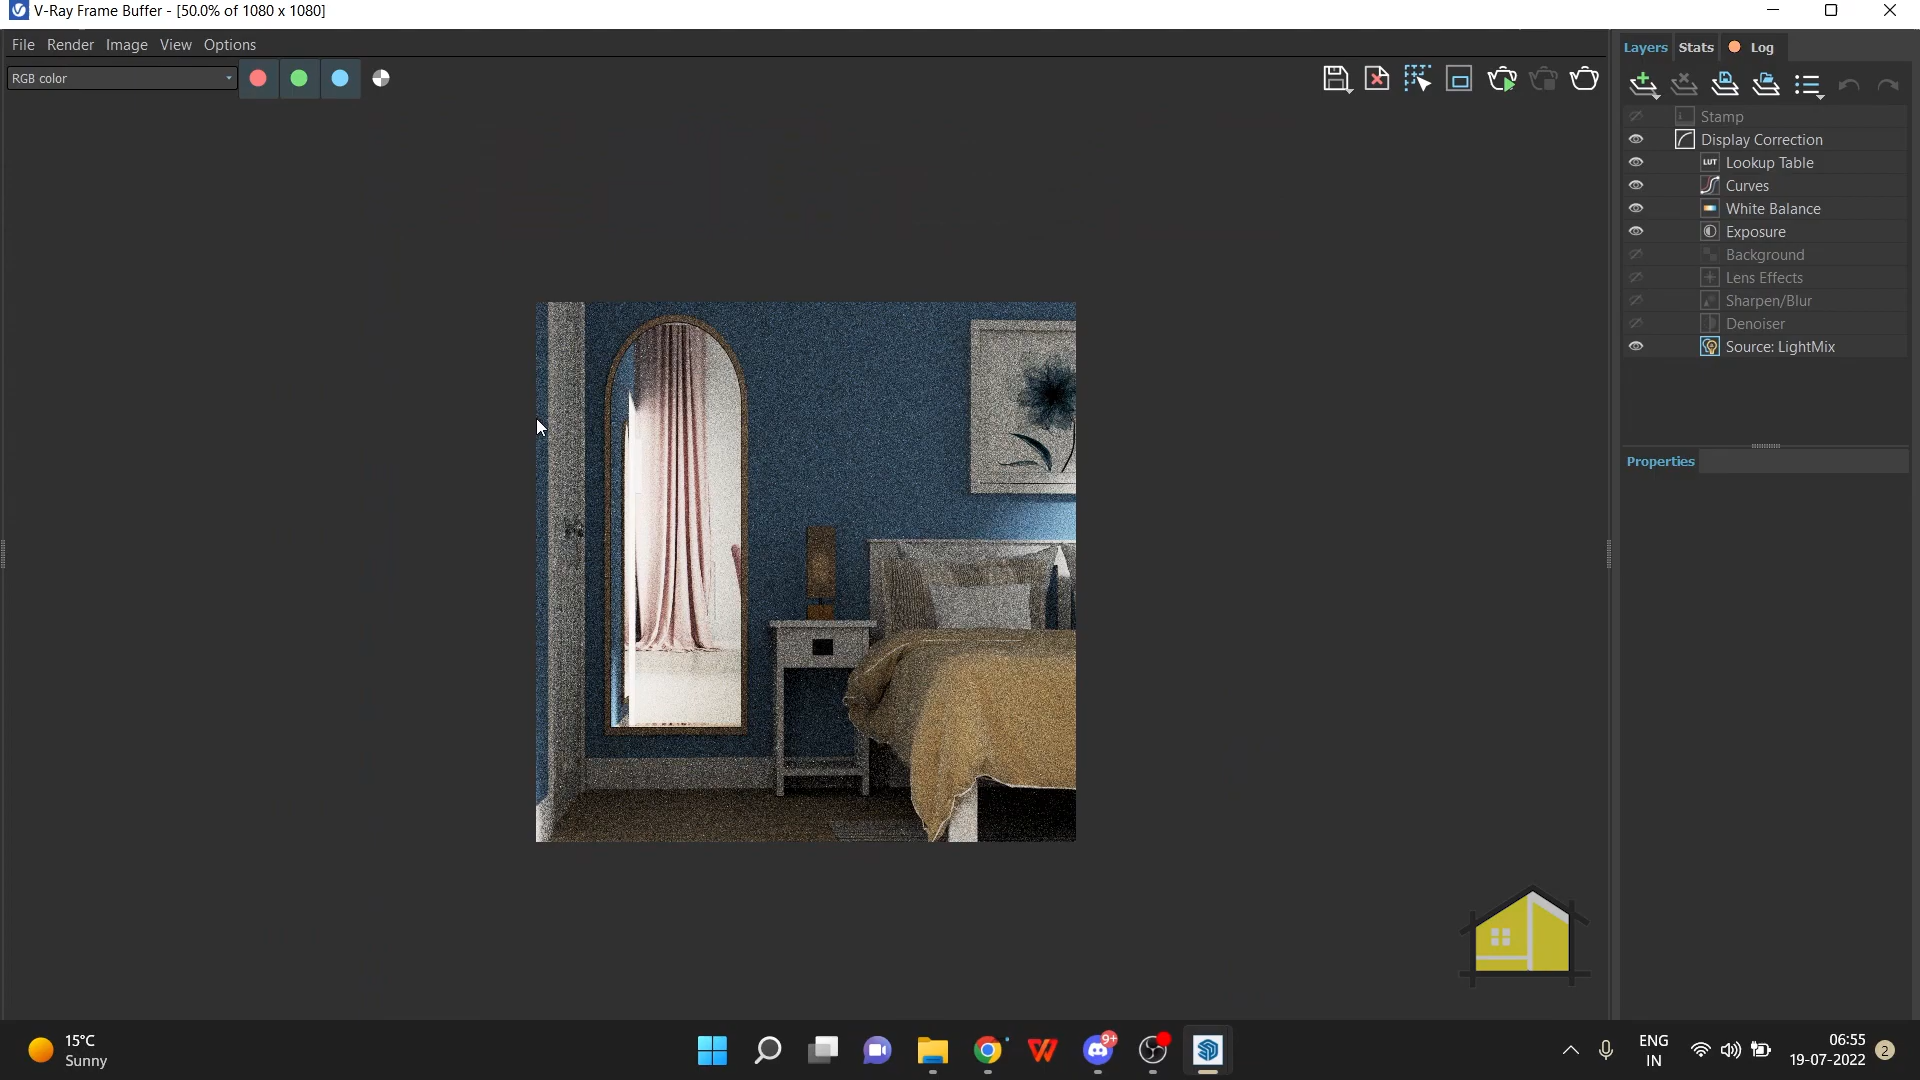 V-Ray Frame Buffer - [50.0% of 1080 x 1080]
File Render Image View Options
Layers Stats Log
RGB color
Stamp
Display Correction
LUT Lookup Table
Curves
White Balance
Exposure
Background
Lens Effects
Sharpen/Blur
Denoiser
Source: LightMix
Properties
15°C
Sunny
9+
ENG
IN
06:55
19-07-2022
2